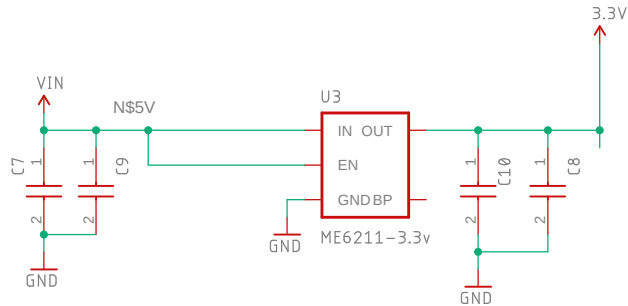 3.3V
VIN
N$5V
U3
IN OUT
EN
GND BP
ME6211-3.3v
C7
1
2
1
2
C9
GND
GND
1
2
C10
1
2
C8
GND